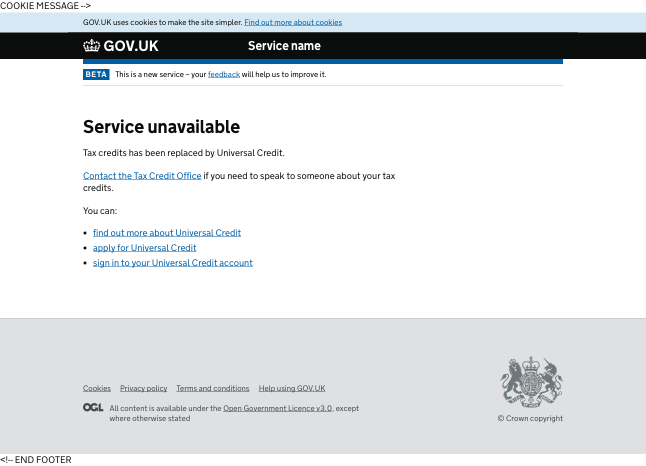 COOKIE MESSAGE -->
GOV.UK uses cookies to make the site simpler. Find out more about cookies
GOV.UK Service name
BETA This is a new service – your feedback will help us to improve it.
Service unavailable
Tax credits has been replaced by Universal Credit.
Contact the Tax Credit Office if you need to speak to someone about your tax
credits.
You can:
• find out more about Universal Credit
• apply for Universal Credit
• sign in to your Universal Credit account
Cookies Privacy policy Terms and conditions Help using GOV.UK
OGL All content is available under the Open Government Licence v3.0, except
where otherwise stated
© Crown copyright
<!-- END FOOTER